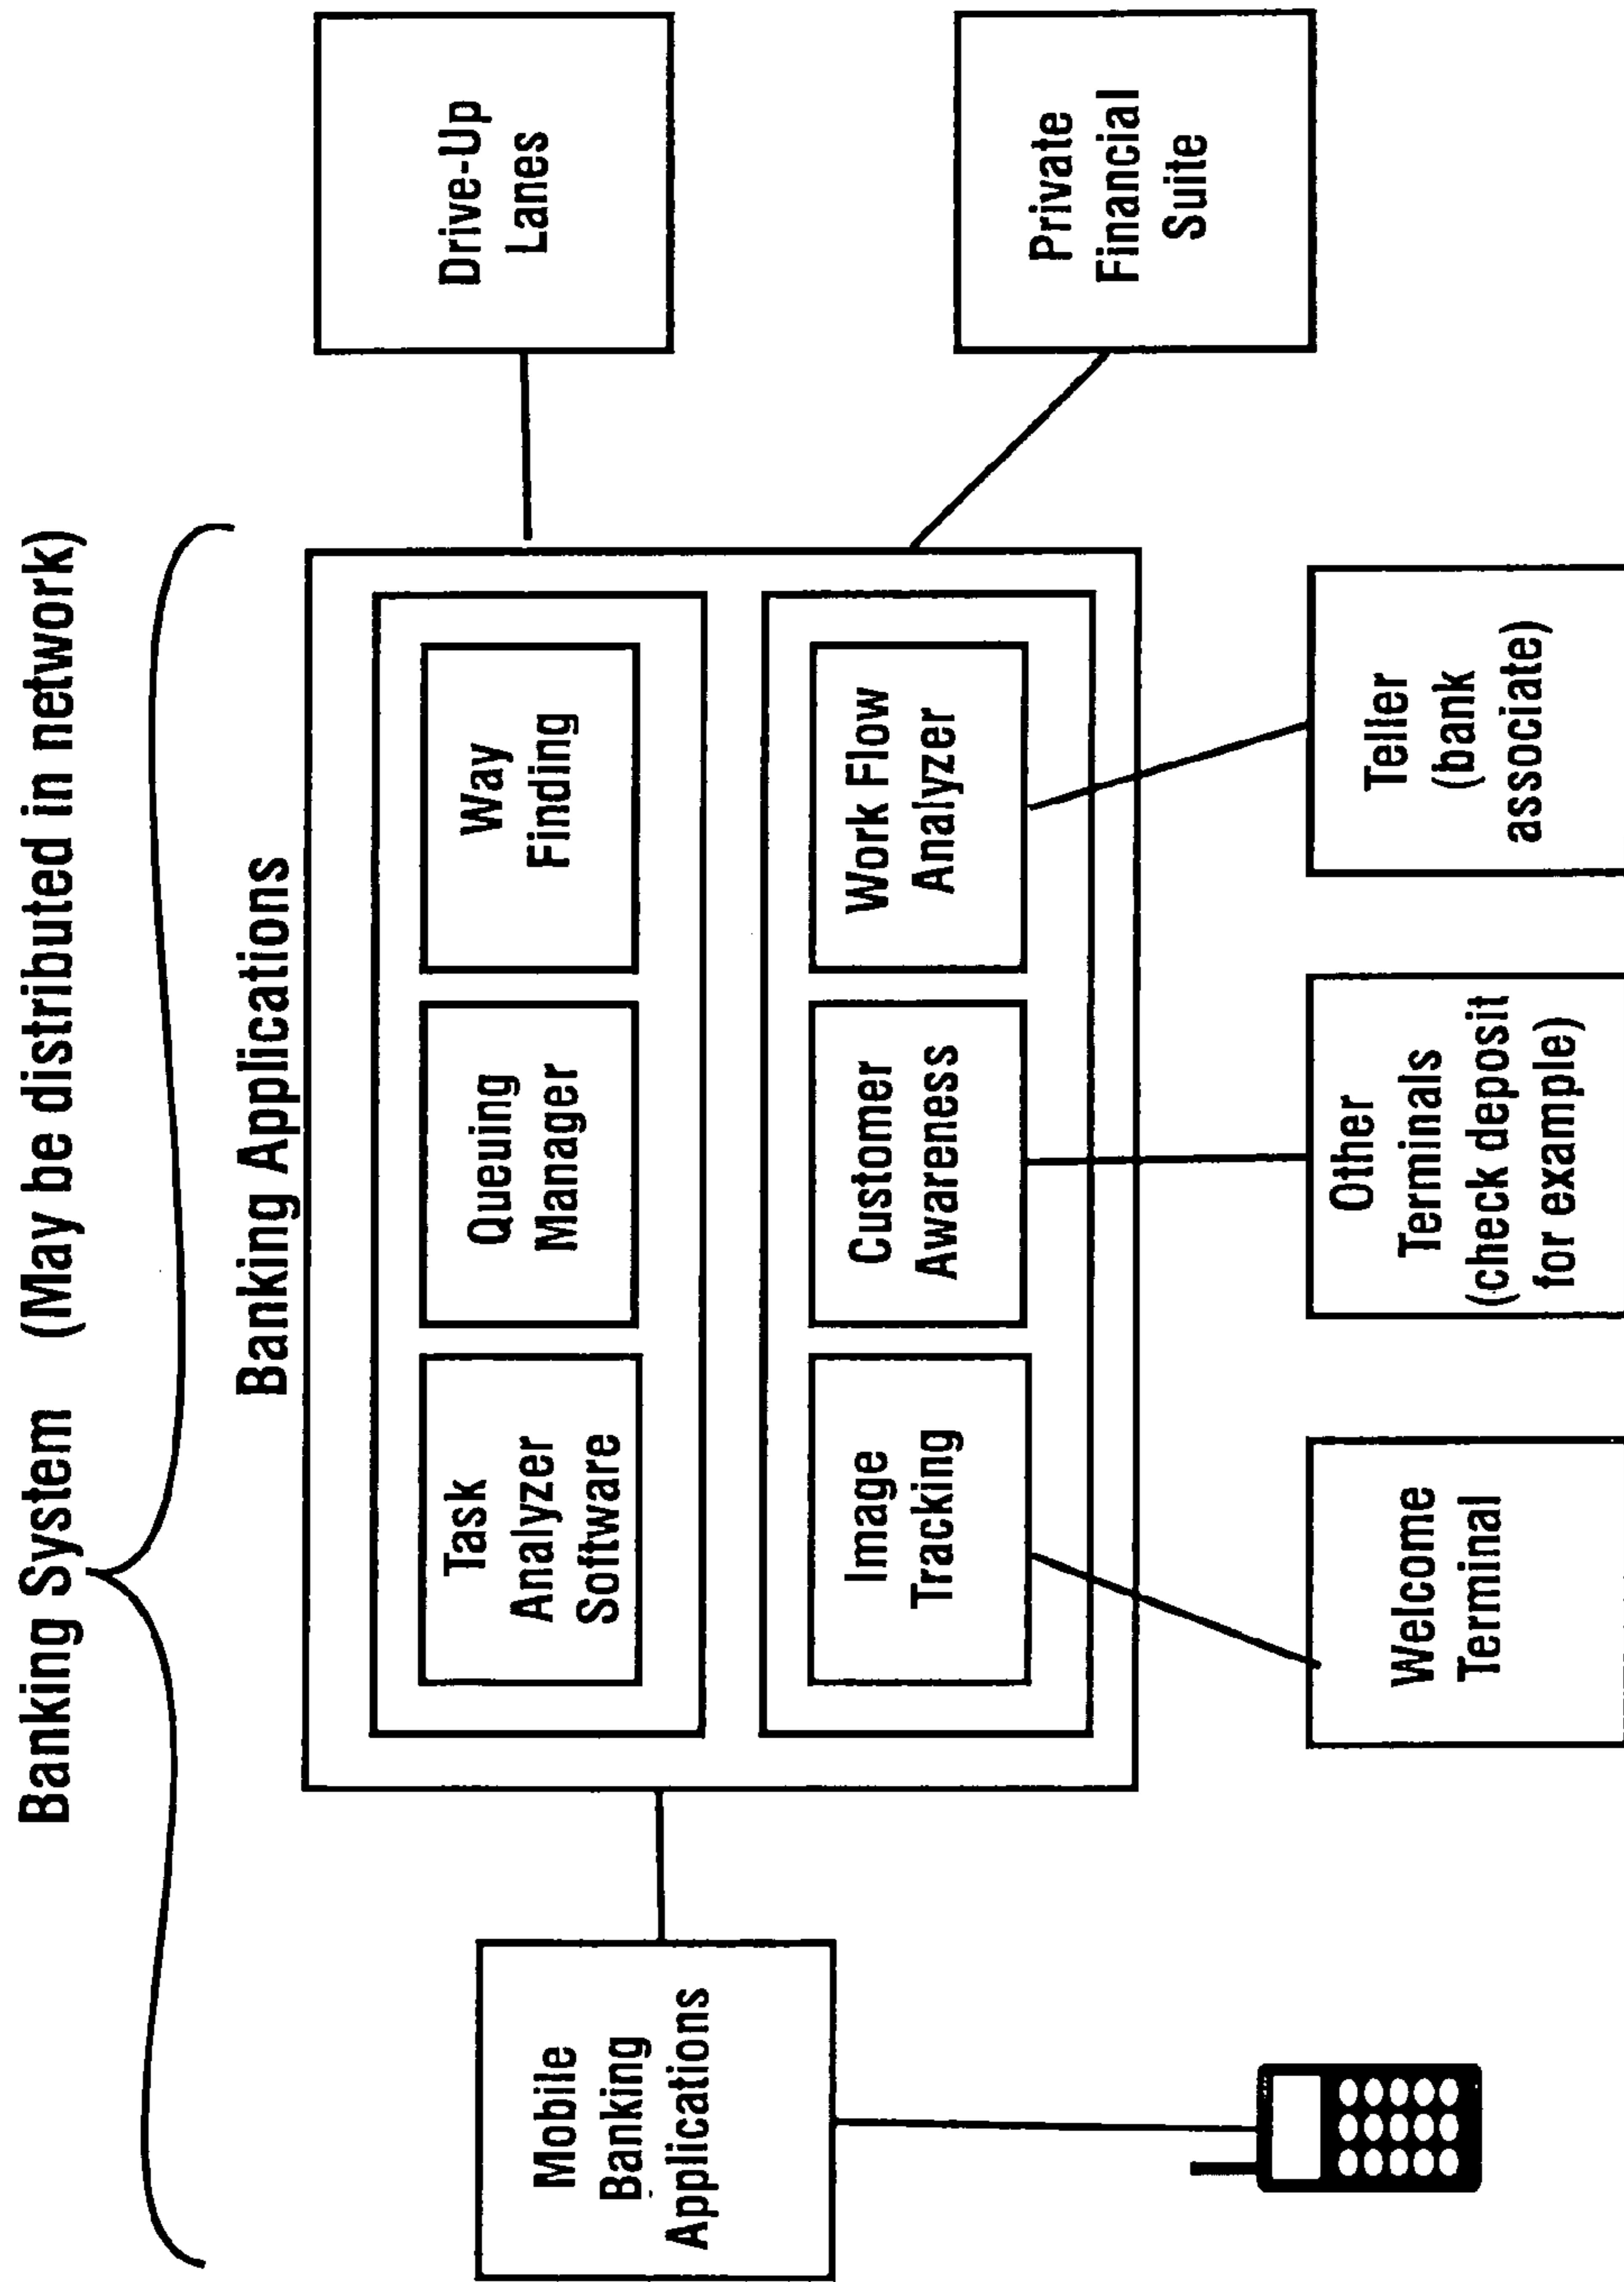 Banking System (May be distributed in network)
Banking Applications
Mobile
Banking
Applications
Task
Analyzer
Software
Queuing
Manager
Way
Finding
Image
Tracking
Customer
Awareness
Work Flow
Analyzer
Drive-Up
Lanes
Private
Financial
Suite
Welcome
Terminal
Other
Terminals
(check deposit
for example)
Teller
(bank
associate)